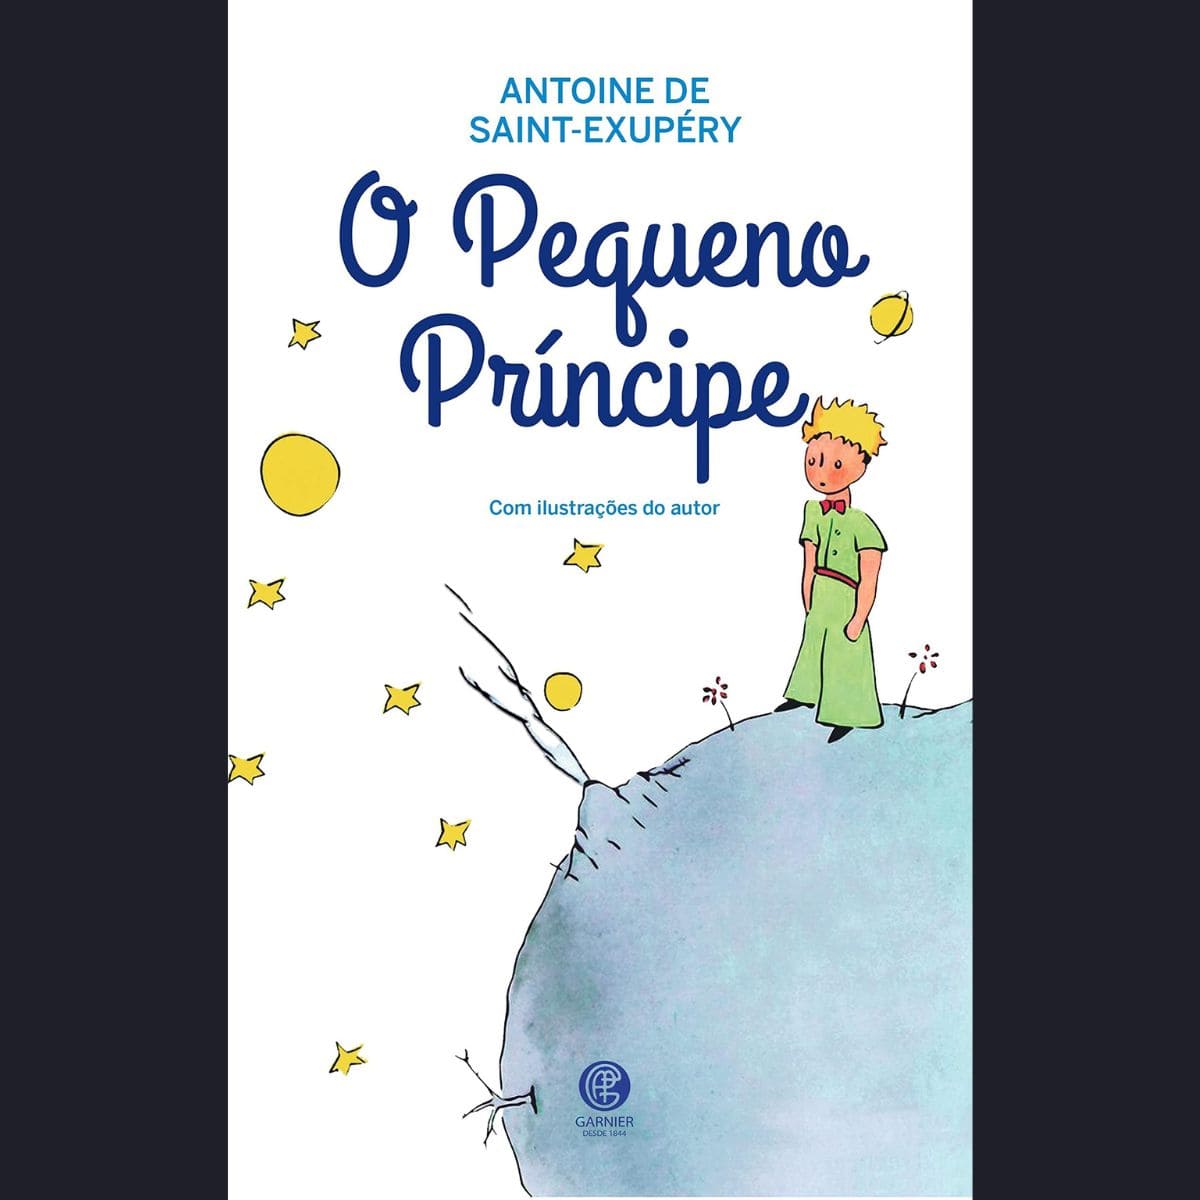 ANTOINE DE
SAINT-EXUPÉRY
O Pequeno
Príncipe
Com ilustrações do autor
GARNIER
DESDE 1844